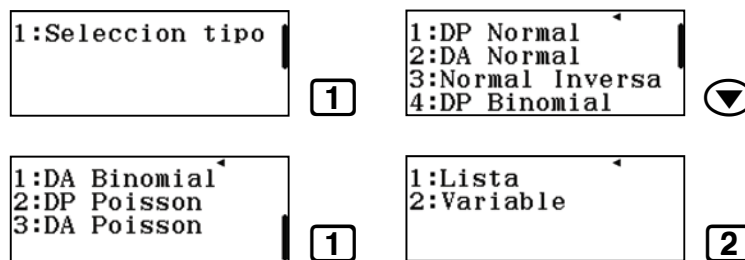 1:Seleccion tipo
1
1:DP Normal
2:DA Normal
3:Normal Inversa
4:DP Binomial
1:DA Binomial
2:DP Poisson
3:DA Poisson
1
1:Lista
2:Variable
2